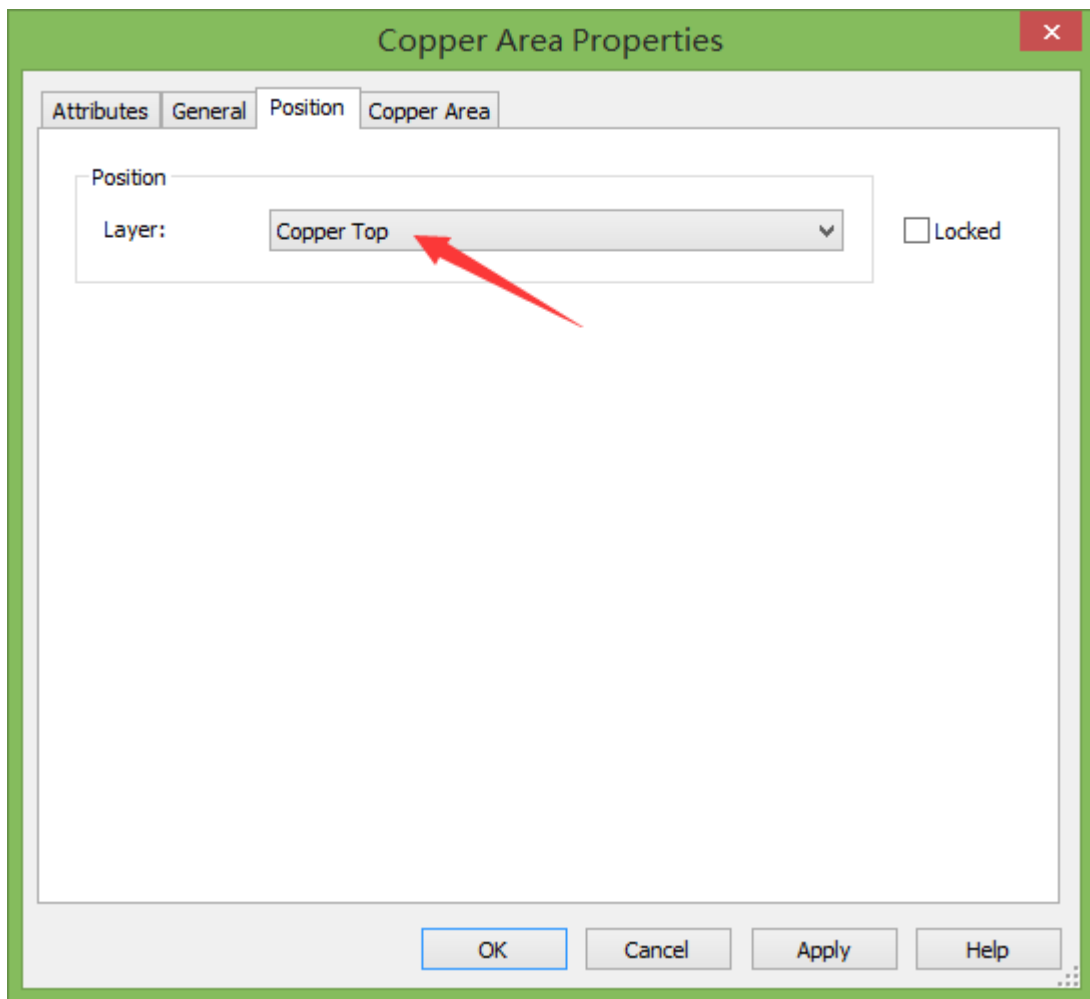 Copper Area Properties
Attributes General Position Copper Area
Position
Layer: Copper Top Locked
OK Cancel Apply Help